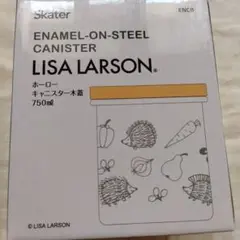 Skater
ENC8
ENAMEL-ON-STEEL
CANISTER
LISA LARSON®
ホーロー
キャニスター木蓋
750ml
© LISA LARSON